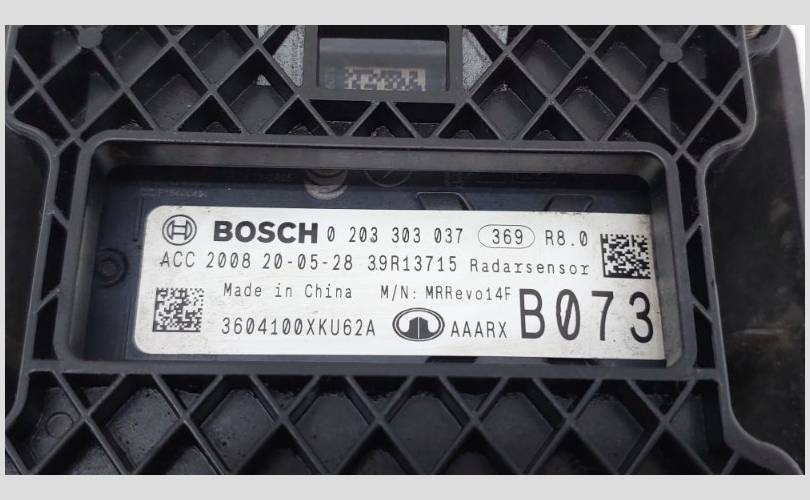 BOSCH 0 203 303 037 369 R8.0
ACC 2008 20-05-28 39R13715 Radarsensor
Made in China M/N: MRRevo14F
3604100XKU62A AAARX B073